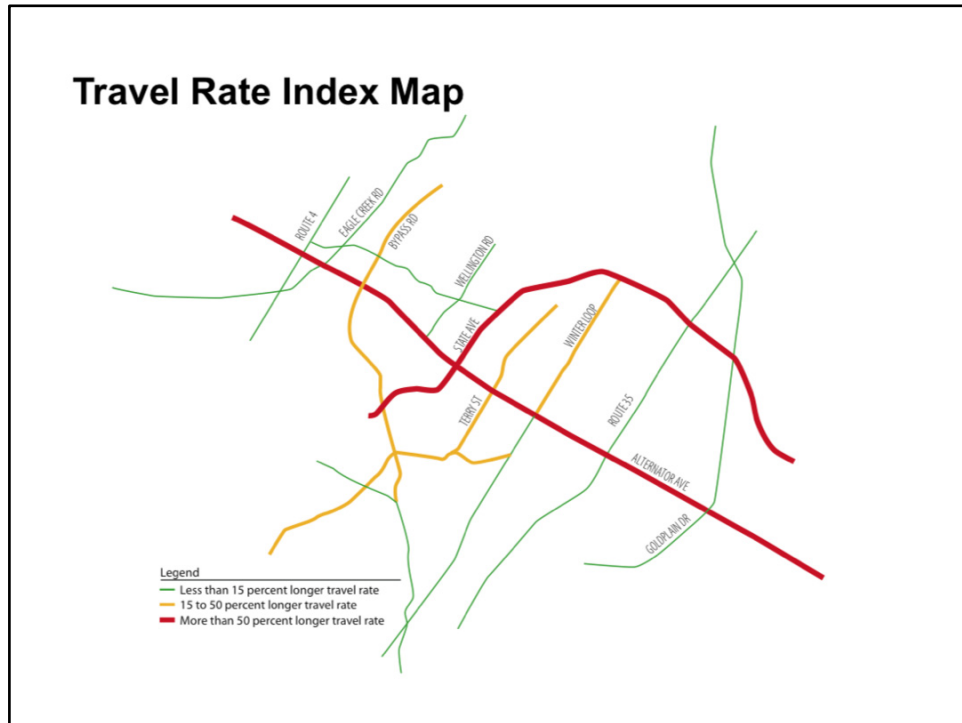 Travel Rate Index Map
ROUTE 4
EAGLE CREEK RD
BYPASS RD
WELLINGTON RD
STATE AVE
WINTER LOOP
TERRY ST
ROUTE 35
ALTERNATOR AVE
GOLDPLAIN DR
Legend
Less than 15 percent longer travel rate
15 to 50 percent longer travel rate
More than 50 percent longer travel rate